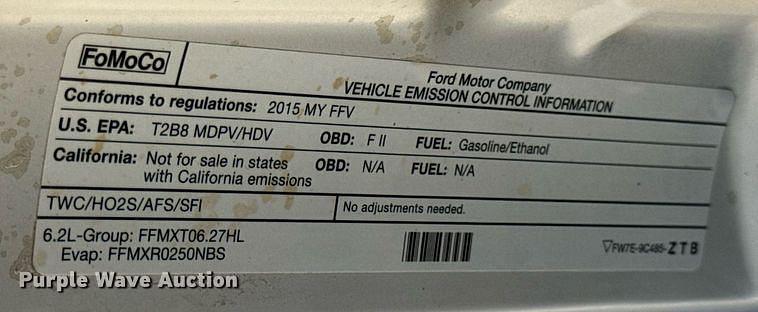 FoMoCo
Ford Motor Company
VEHICLE EMISSION CONTROL INFORMATION
Conforms to regulations: 2015 MY FFV
U.S. EPA: T2B8 MDPV/HDV OBD: F II FUEL: Gasoline/Ethanol
California: Not for sale in states with California emissions OBD: N/A FUEL: N/A
TWC/HO2S/AFS/SFI No adjustments needed.
6.2L-Group: FFMXT06.27HL
Evap: FFMXR0250NBS
FW7E-9C485-ZTB
Purple Wave Auction